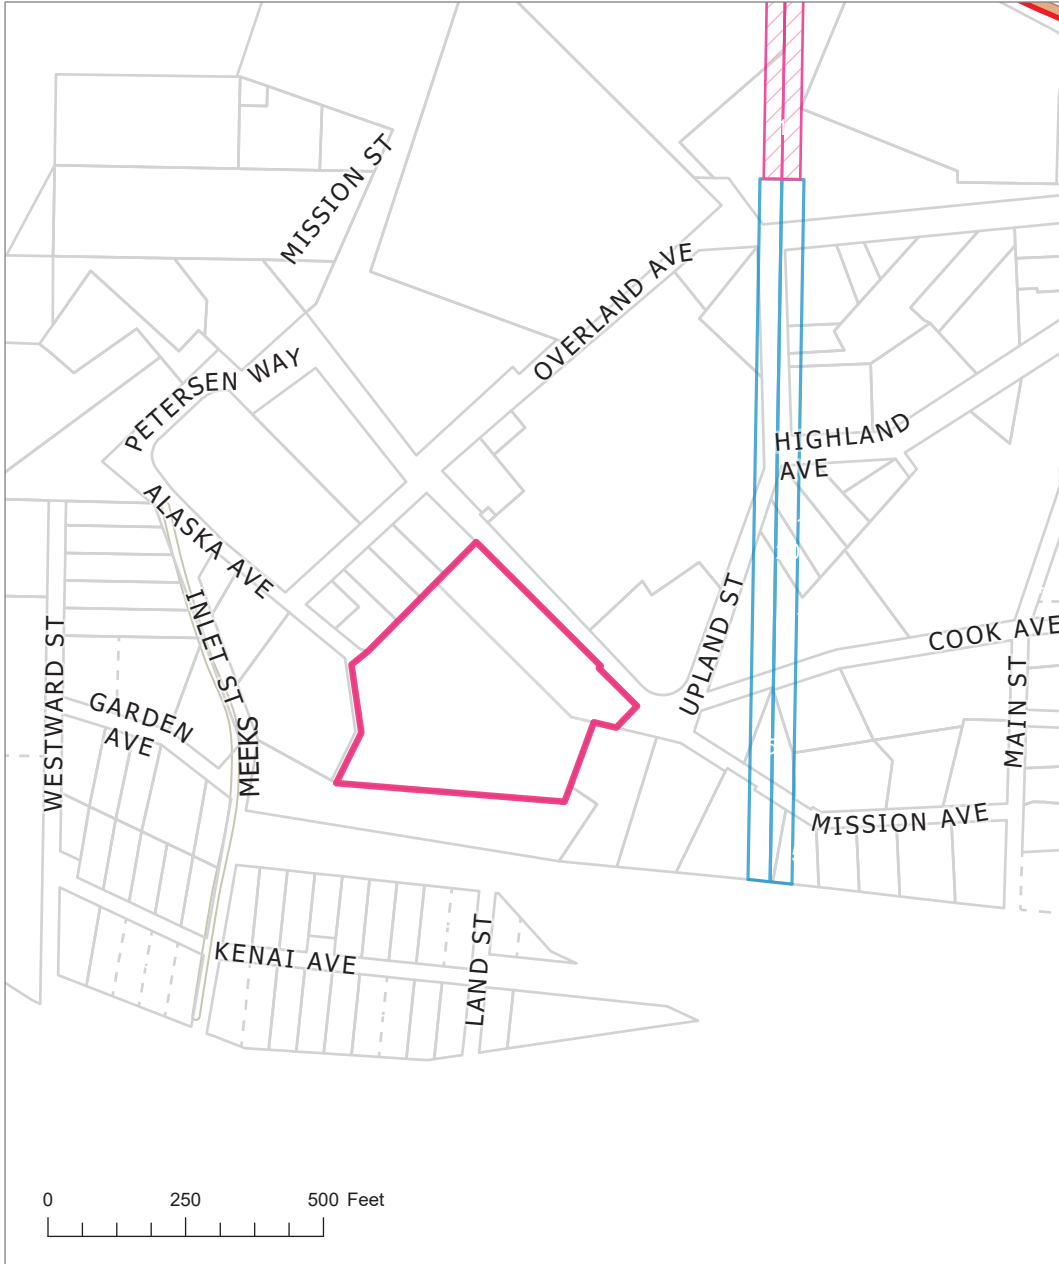 MISSION ST
OVERLAND AVE
PETERSEN WAY
HIGHLAND
AVE
ALASKA AVE
INLET ST
UPLAND ST
COOK AVE
WESTWARD ST
GARDEN
AVE
MEEKS
MAIN ST
MISSION AVE
KENAI AVE
LAND ST
0 250 500 Feet